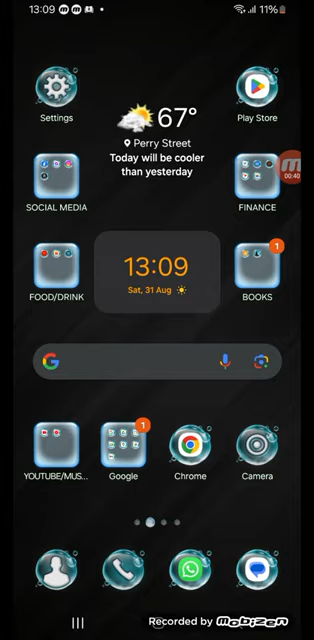 13:09
11%
67°
Perry Street
Today will be cooler
than yesterday
Settings
Play Store
SOCIAL MEDIA
FINANCE
00:40
13:09
Sat, 31 Aug
FOOD/DRINK
1
BOOKS
YOUTUBE/MUS...
1
Google
Chrome
Camera
Recorded by mobizen